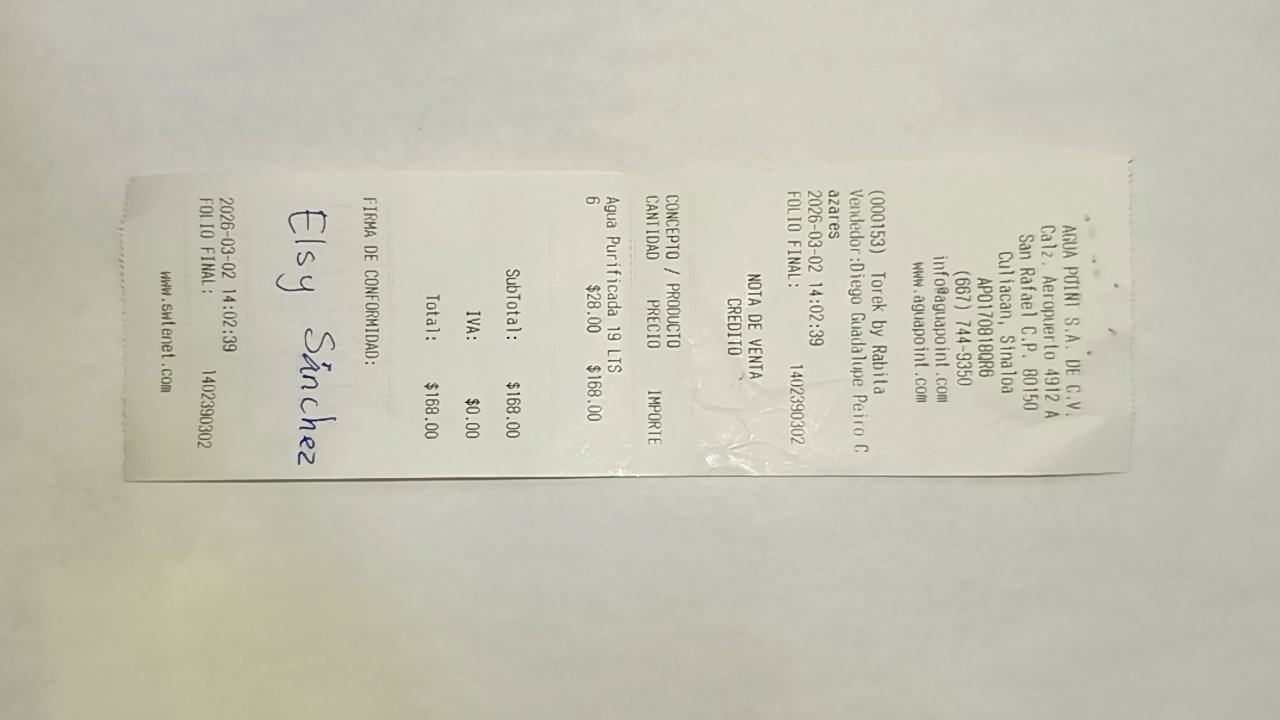 AGUA POINT S.A. DE C.V.
Calz. Aeropuerto 4912 A
San Rafael C.P. 80150
Culiacan, Sinaloa
APO170818QR6
(667) 744-9350
info@aguapoint.com
www.aguapoint.com
(000153) Torek by Rabita
Vendedor:Diego Guadalupe Peiro C
azares
2026-03-02 14:02:39
FOLIO FINAL: 1402390302
NOTA DE VENTA
CREDITO
CONCEPTO / PRODUCTO
CANTIDAD PRECIO IMPORTE
Agua Purificada 19 LTS
6 $28.00 $168.00
SubTotal: $168.00
IVA: $0.00
Total: $168.00
FIRMA DE CONFORMIDAD:
Elsy Sánchez
2026-03-02 14:02:39
FOLIO FINAL: 1402390302
www.swtenet.com